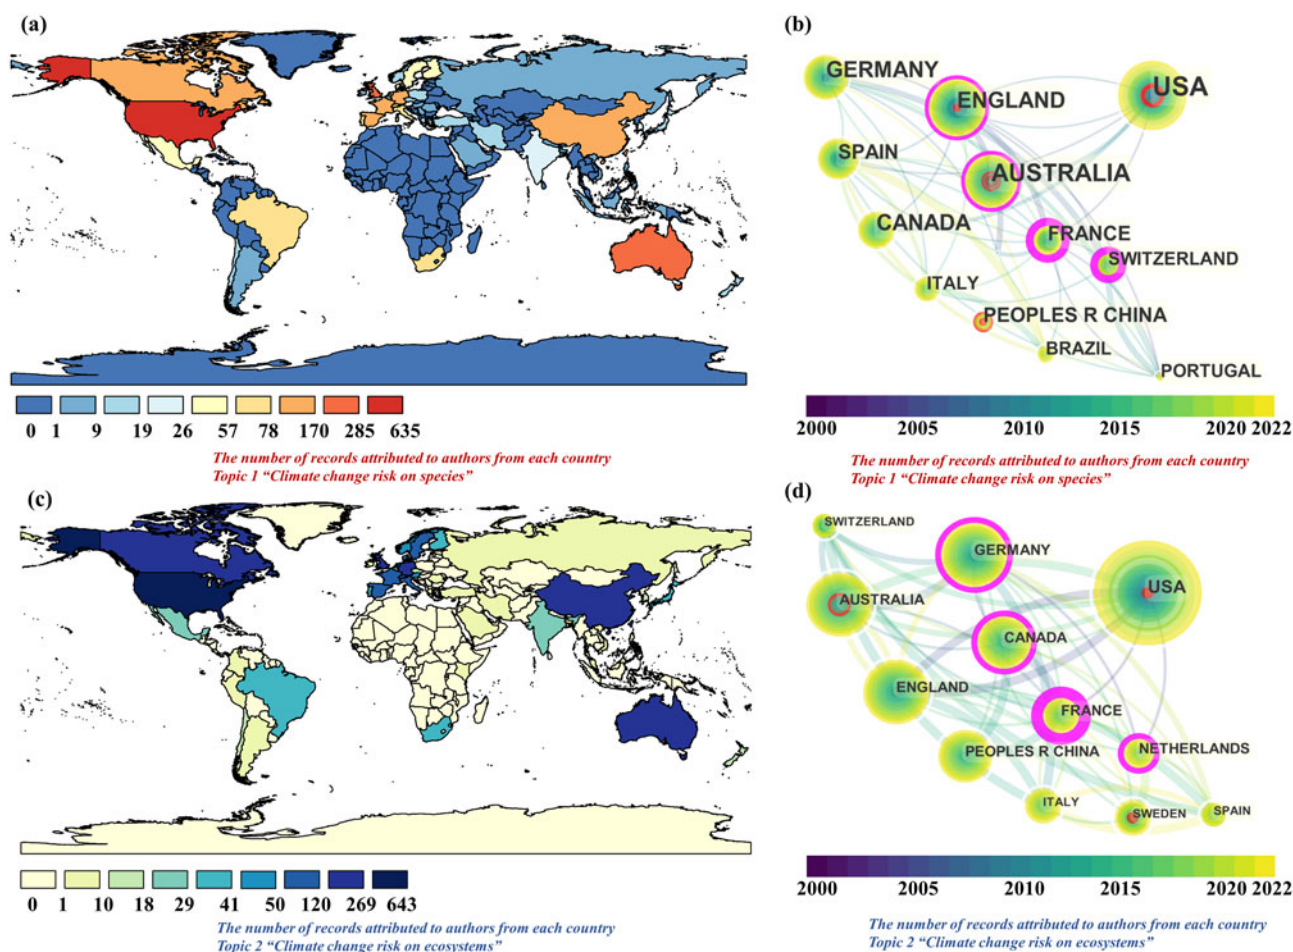 (a)
0 1 9 19 26 57 78 170 285 635
The number of records attributed to authors from each country
Topic 1 “Climate change risk on species”
(b)
GERMANY
ENGLAND
USA
SPAIN
AUSTRALIA
CANADA
FRANCE
SWITZERLAND
ITALY
PEOPLES R CHINA
BRAZIL
PORTUGAL
2000 2005 2010 2015 2020 2022
The number of records attributed to authors from each country
Topic 1 “Climate change risk on species”
(c)
0 1 10 18 29 41 50 120 269 643
The number of records attributed to authors from each country
Topic 2 “Climate change risk on ecosystems”
(d)
SWITZERLAND
GERMANY
USA
AUSTRALIA
CANADA
ENGLAND
FRANCE
PEOPLES R CHINA
NETHERLANDS
ITALY
SWEDEN
SPAIN
2000 2005 2010 2015 2020 2022
The number of records attributed to authors from each country
Topic 2 “Climate change risk on ecosystems”